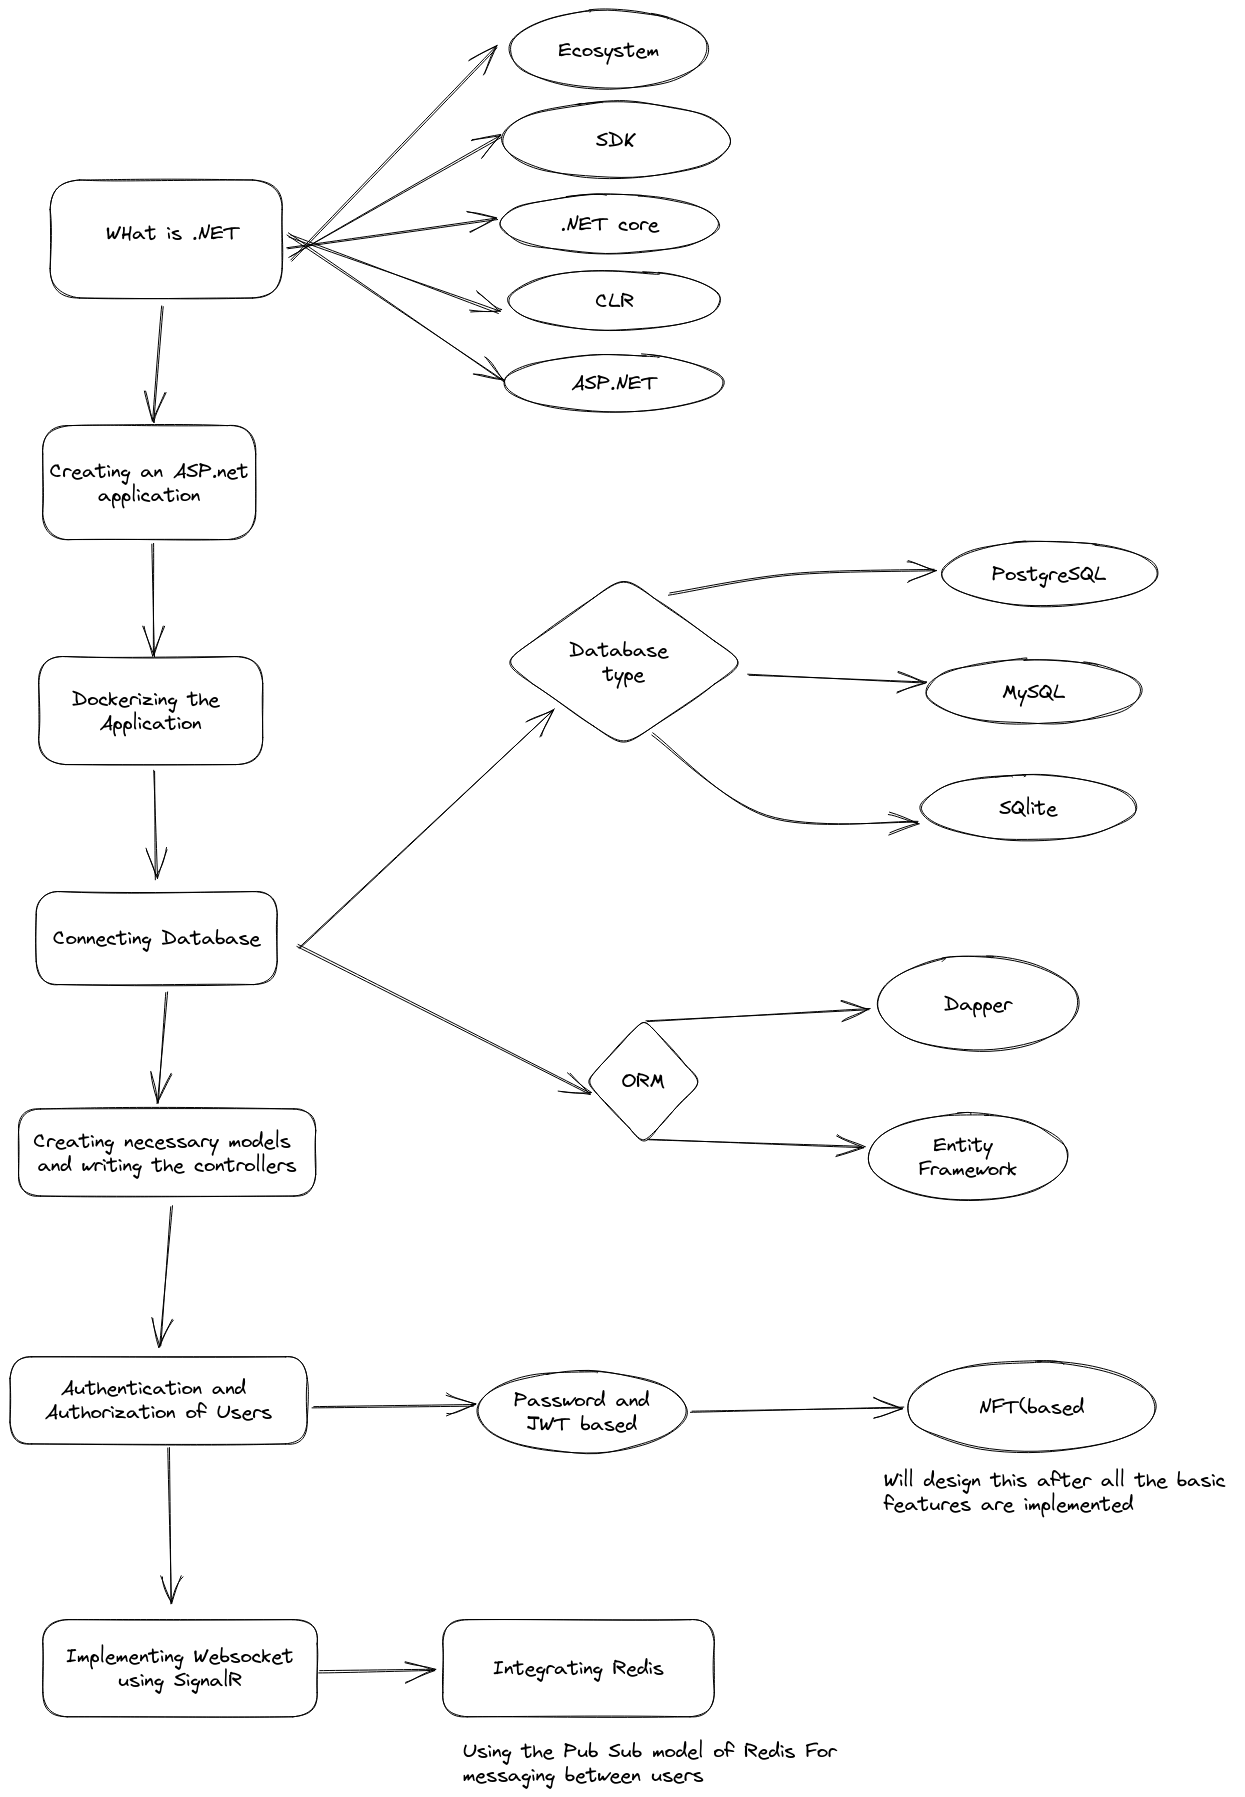 Ecosystem
SDK
WHat is .NET
.NET core
CLR
ASP.NET
Creating an ASP.net
application
PostgreSQL
Database
type
Dockerizing the
Application
MySQL
SQlite
Connecting Database
Dapper
ORM
Creating necessary models
and writing the controllers
Entity
Framework
Authentication and
Authorization of Users
Password and
JWT based
NFT(based
Will design this after all the basic
features are implemented
Implementing Websocket
using SignalR
Integrating Redis
Using the Pub Sub model of Redis For
messaging between users